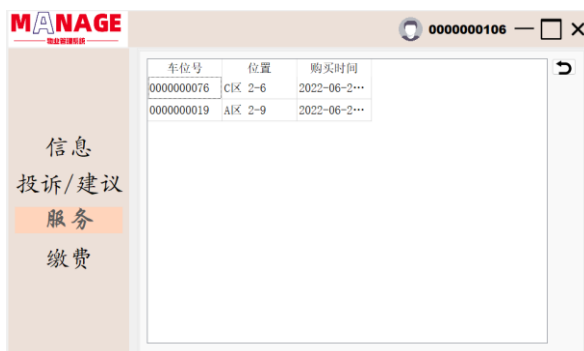 MANAGE
物业管理系统
0000000106
车位号 位置 购买时间
0000000076 C区 2-6 2022-06-2…
0000000019 A区 2-9 2022-06-2…
信息
投诉/建议
服务
缴费